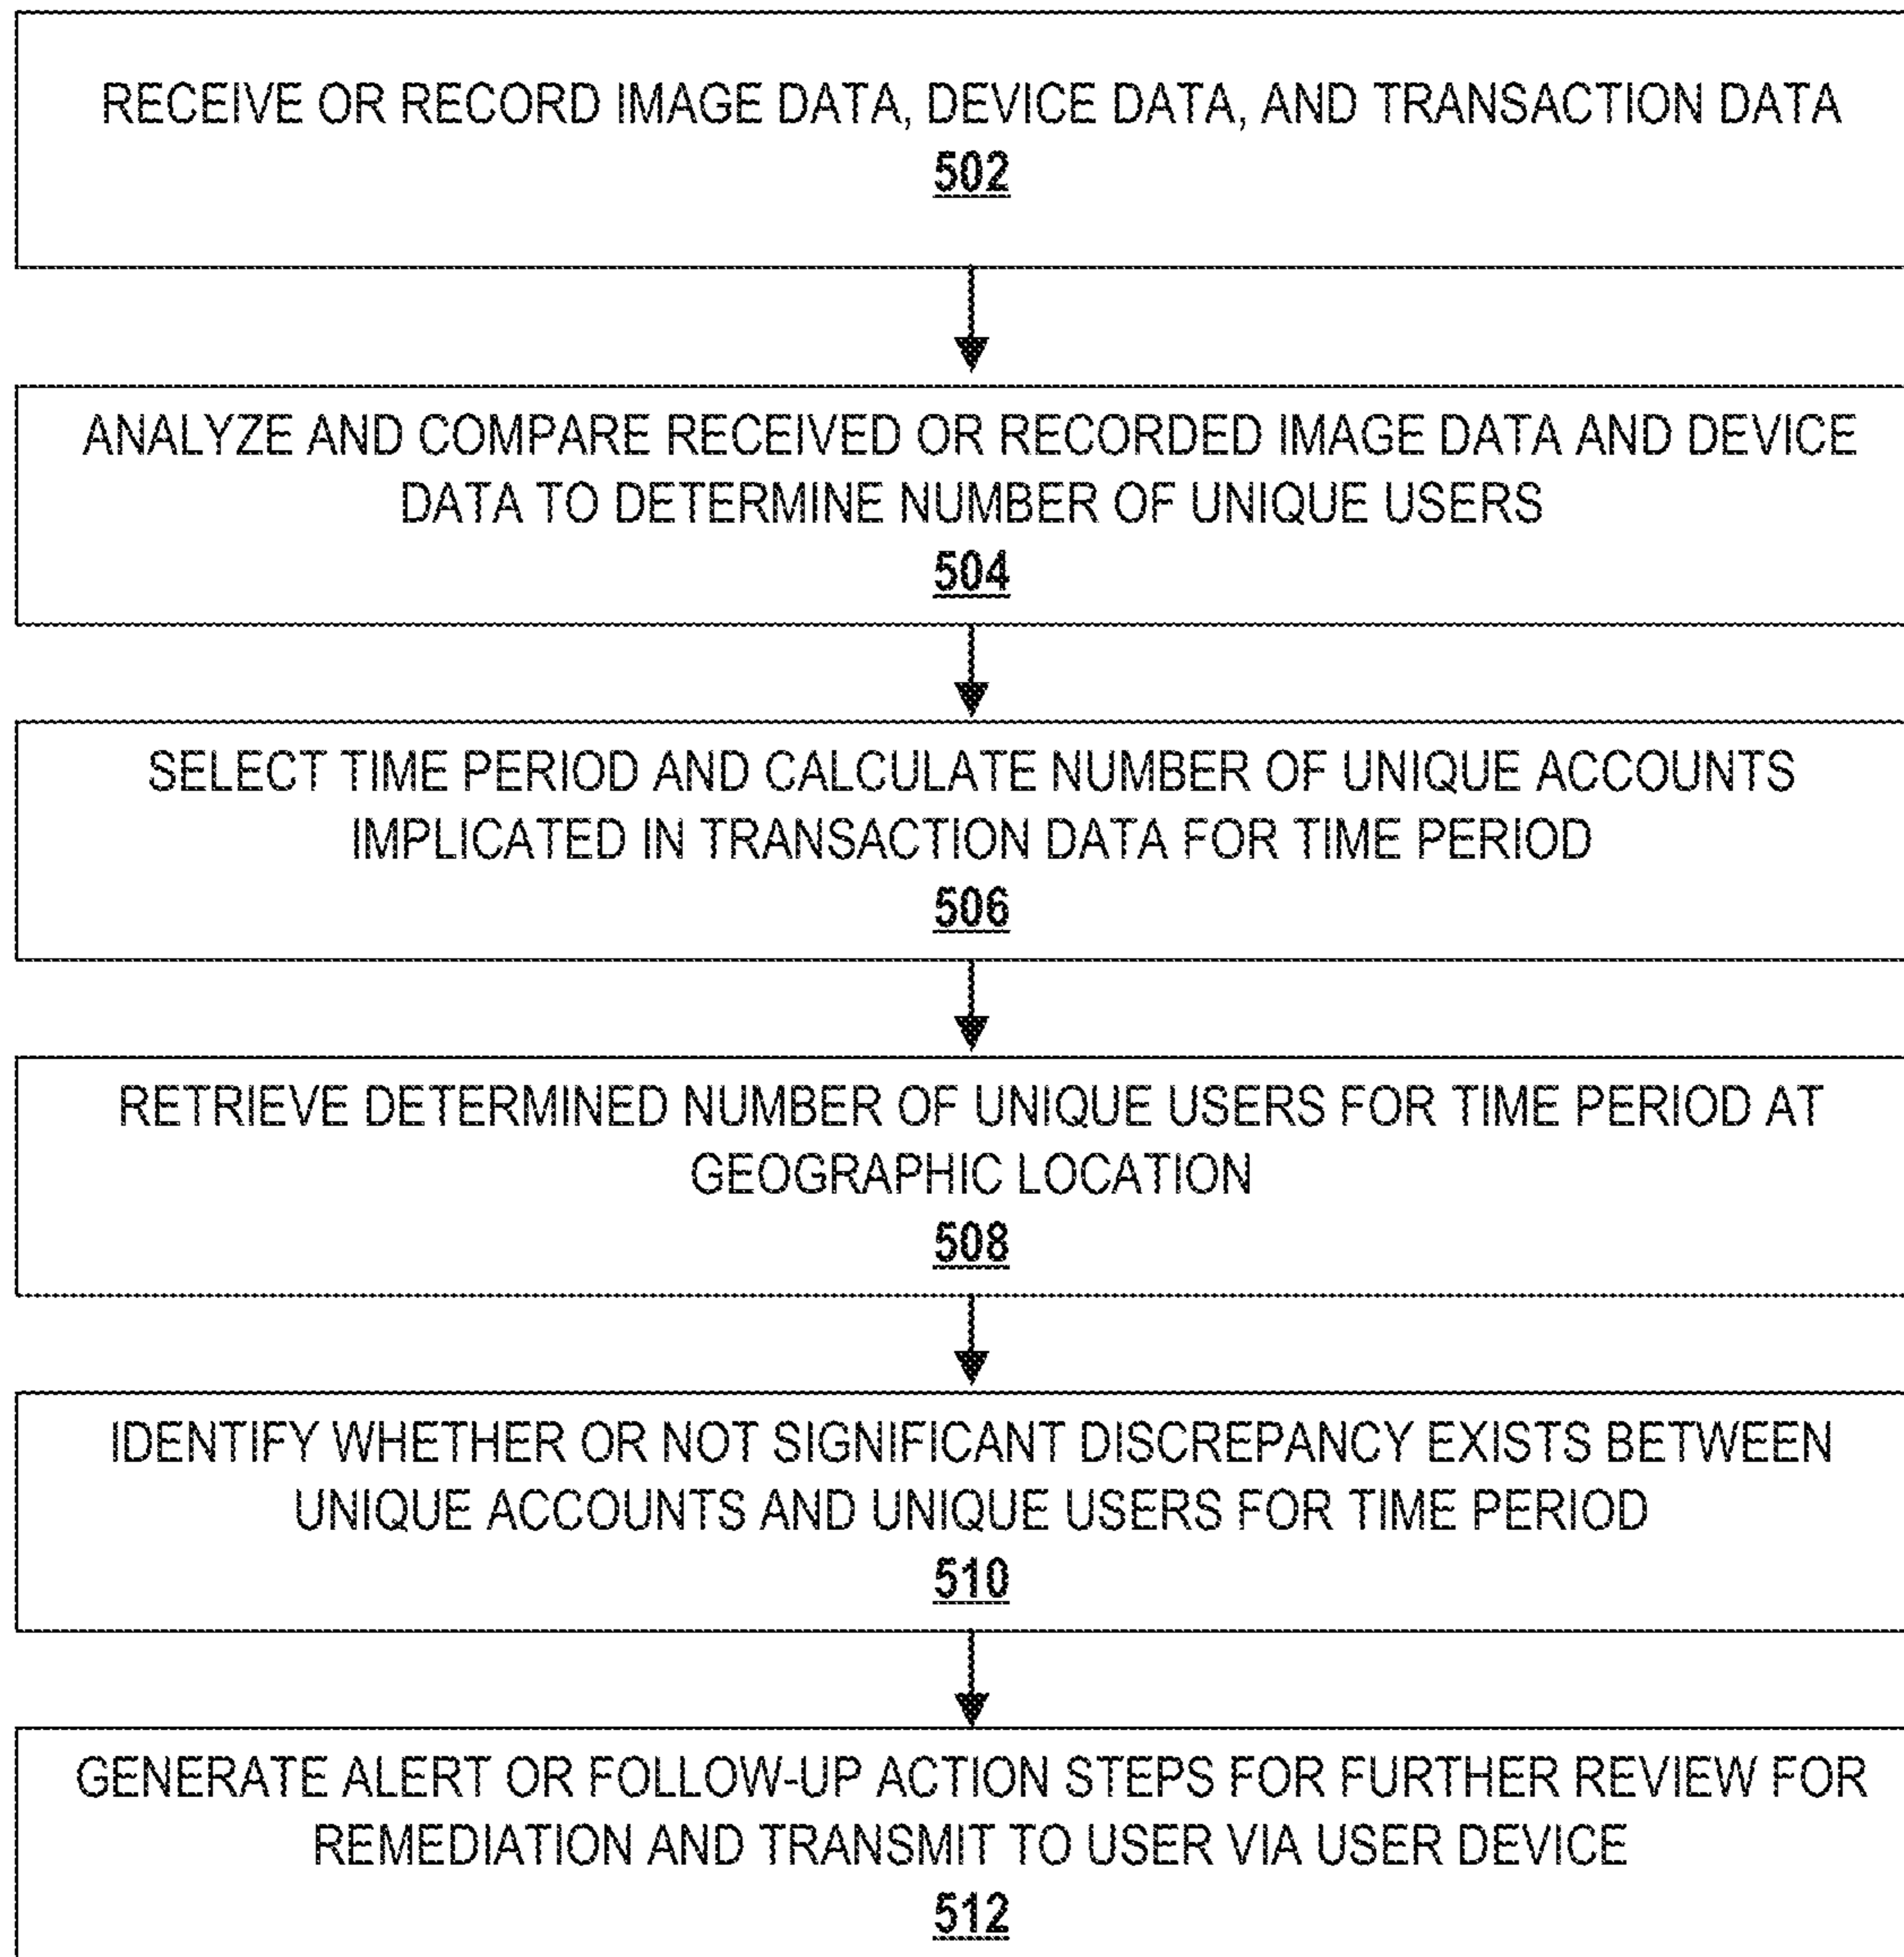 RECEIVE OR RECORD IMAGE DATA, DEVICE DATA, AND TRANSACTION DATA
502
ANALYZE AND COMPARE RECEIVED OR RECORDED IMAGE DATA AND DEVICE
DATA TO DETERMINE NUMBER OF UNIQUE USERS
504
SELECT TIME PERIOD AND CALCULATE NUMBER OF UNIQUE ACCOUNTS
IMPLICATED IN TRANSACTION DATA FOR TIME PERIOD
506
RETRIEVE DETERMINED NUMBER OF UNIQUE USERS FOR TIME PERIOD AT
GEOGRAPHIC LOCATION
508
IDENTIFY WHETHER OR NOT SIGNIFICANT DISCREPANCY EXISTS BETWEEN
UNIQUE ACCOUNTS AND UNIQUE USERS FOR TIME PERIOD
510
GENERATE ALERT OR FOLLOW-UP ACTION STEPS FOR FURTHER REVIEW FOR
REMEDIATION AND TRANSMIT TO USER VIA USER DEVICE
512